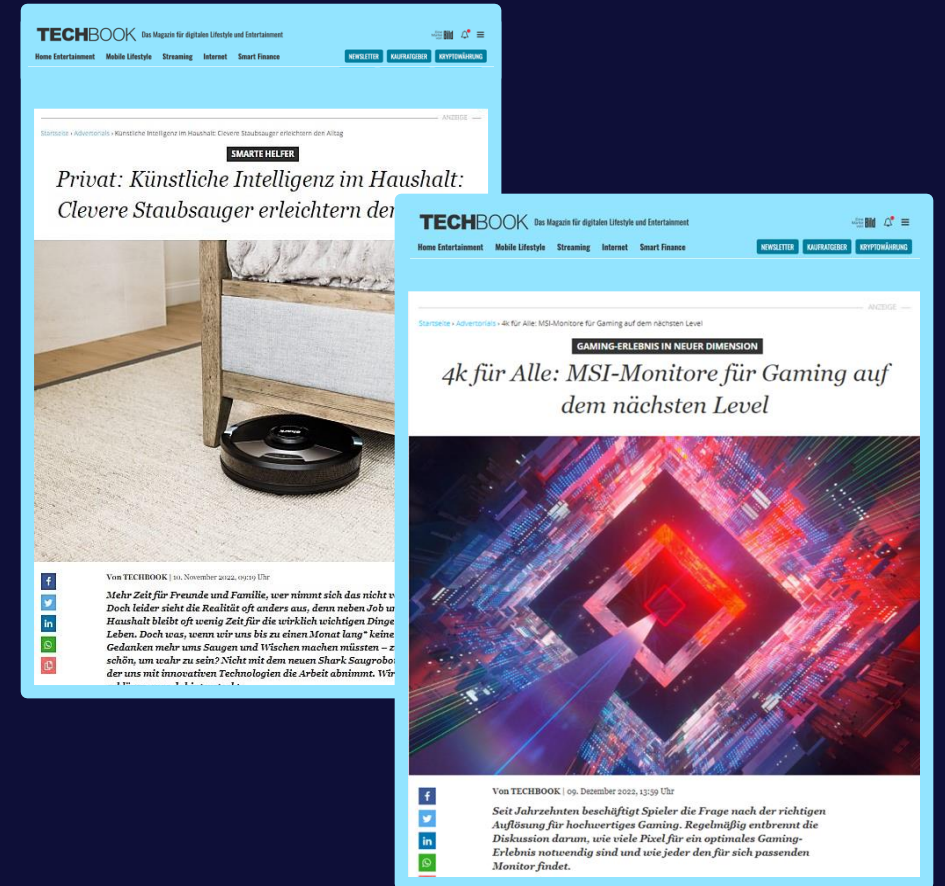 TECHBOOK Das Magazin für digitalen Lifestyle und Entertainment
Bild
Home Entertainment Mobile Lifestyle Streaming Internet Smart Finance NEWSLETTER KAUFRATGEBER KRYPTOWÄHRUNG
ANZEIGE
Startseite › Advertorials › Künstliche Intelligenz im Haushalt: Clevere Staubsauger erleichtern den Alltag
SMARTE HELFER
Privat: Künstliche Intelligenz im Haushalt:
Clevere Staubsauger erleichtern der
Von TECHBOOK | 10. November 2022, 09:19 Uhr
Mehr Zeit für Freunde und Familie, wer nimmt sich das nicht v
Doch leider sieht die Realität oft anders aus, denn neben Job u
Haushalt bleibt oft wenig Zeit für die wirklich wichtigen Dinge
Leben. Doch was, wenn wir uns bis zu einen Monat lang* keine
Gedanken mehr ums Saugen und Wischen machen müssten – z
schön, um wahr zu sein? Nicht mit dem neuen Shark Saugrobo
der uns mit innovativen Technologien die Arbeit abnimmt. Wir
TECHBOOK Das Magazin für digitalen Lifestyle und Entertainment
Bild
Home Entertainment Mobile Lifestyle Streaming Internet Smart Finance NEWSLETTER KAUFRATGEBER KRYPTOWÄHRUNG
ANZEIGE
Startseite › Advertorials › 4k für Alle: MSI-Monitore für Gaming auf dem nächsten Level
GAMING-ERLEBNIS IN NEUER DIMENSION
4k für Alle: MSI-Monitore für Gaming auf
dem nächsten Level
Von TECHBOOK | 09. Dezember 2022, 13:59 Uhr
Seit Jahrzehnten beschäftigt Spieler die Frage nach der richtigen
Auflösung für hochwertiges Gaming. Regelmäßig entbrennt die
Diskussion darum, wie viele Pixel für ein optimales Gaming-
Erlebnis notwendig sind und wie jeder den für sich passenden
Monitor findet.